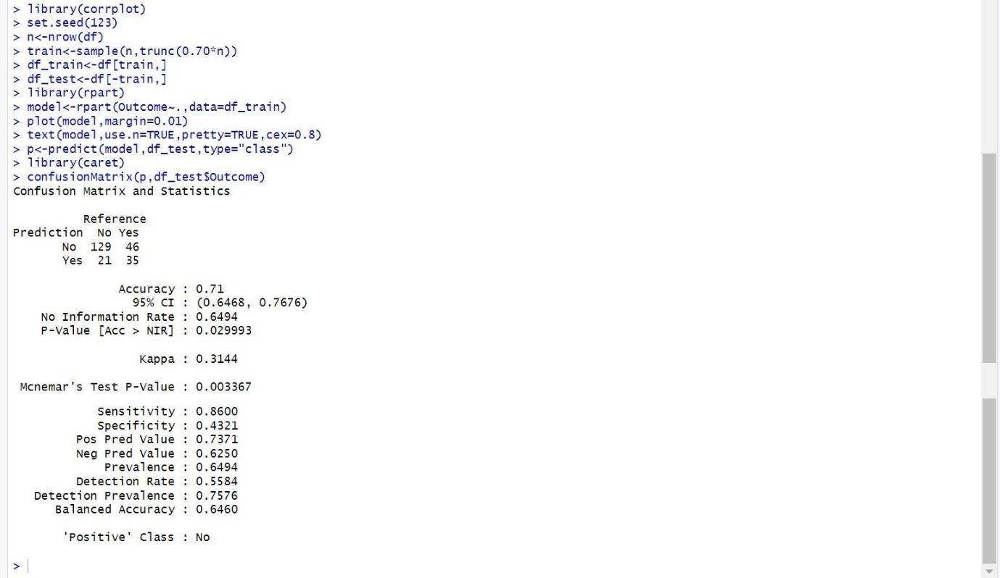 > library(corrplot)
> set.seed(123)
> n<-nrow(df)
> train<-sample(n,trunc(0.70*n))
> df_train<-df[train,]
> df_test<-df[-train,]
> library(rpart)
> model<-rpart(Outcome~.,data=df_train)
> plot(model,margin=0.01)
> text(model,use.n=TRUE,pretty=TRUE,cex=0.8)
> p<-predict(model,df_test,type="class")
> library(caret)
> confusionMatrix(p,df_test$Outcome)
Confusion Matrix and Statistics

          Reference
Prediction  No Yes
       No  129  46
       Yes  21  35

               Accuracy : 0.71
                 95% CI : (0.6468, 0.7676)
    No Information Rate : 0.6494
    P-Value [Acc > NIR] : 0.029993

                  Kappa : 0.3144

 Mcnemar's Test P-Value : 0.003367

            Sensitivity : 0.8600
            Specificity : 0.4321
         Pos Pred Value : 0.7371
         Neg Pred Value : 0.6250
             Prevalence : 0.6494
         Detection Rate : 0.5584
   Detection Prevalence : 0.7576
      Balanced Accuracy : 0.6460

       'Positive' Class : No

>